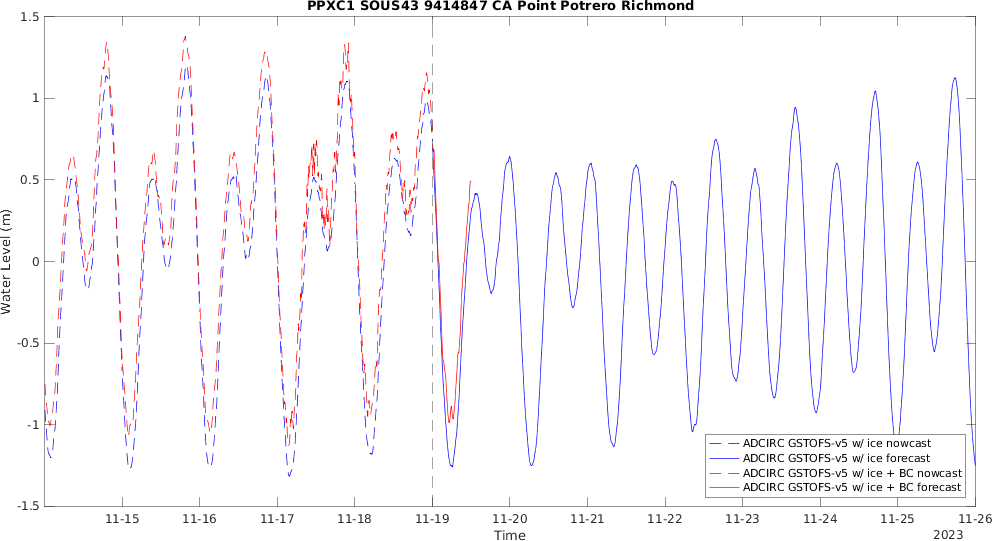 PPXC1 SOUS43 9414847 CA Point Potrero Richmond
1.5
1
0.5
0
-0.5
-1
-1.5
Water Level (m)
ADCIRC GSTOFS-v5 w/ ice nowcast
ADCIRC GSTOFS-v5 w/ ice forecast
ADCIRC GSTOFS-v5 w/ ice + BC nowcast
ADCIRC GSTOFS-v5 w/ ice + BC forecast
11-15 11-16 11-17 11-18 11-19 11-20 11-21 11-22 11-23 11-24 11-25 11-26
Time
2023